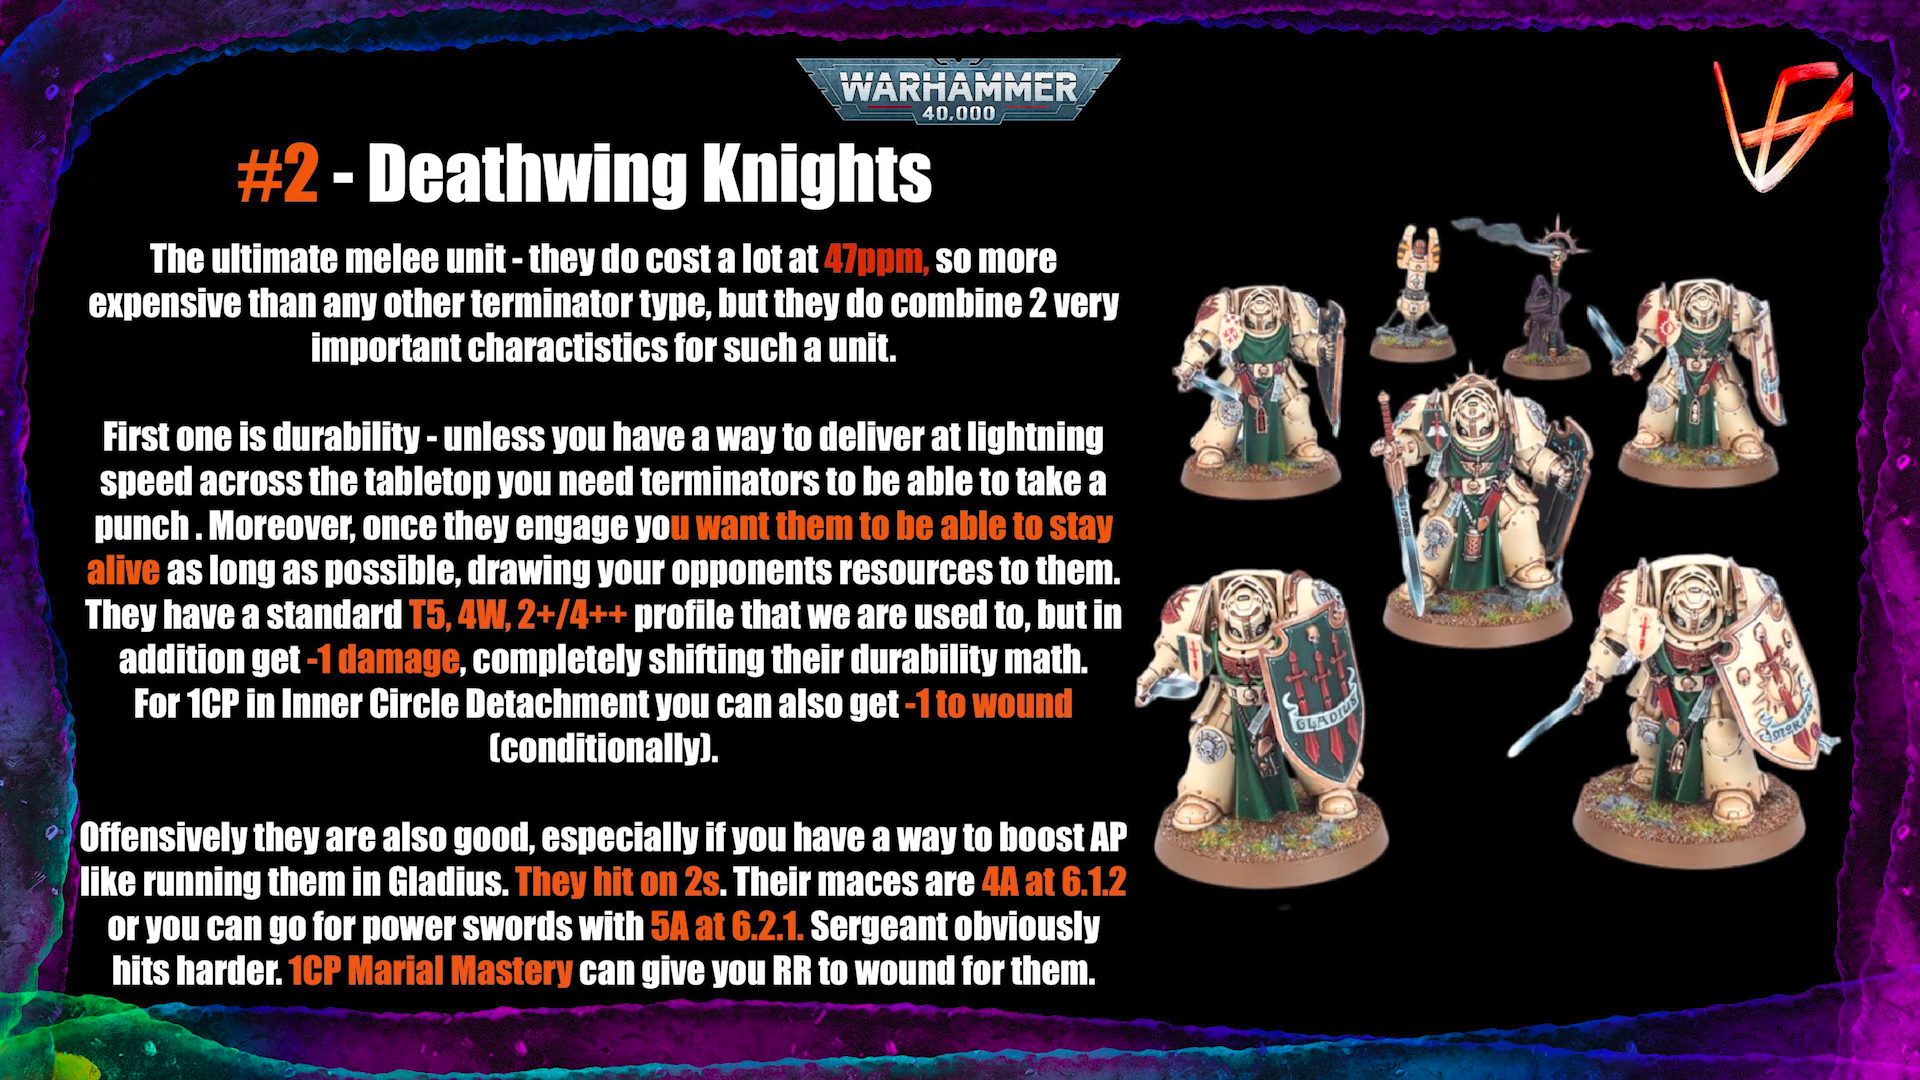 WARHAMMER
40,000
#2 - Deathwing Knights
The ultimate melee unit - they do cost a lot at 47ppm, so more
expensive than any other terminator type, but they do combine 2 very
important charactistics for such a unit.
First one is durability - unless you have a way to deliver at lightning
speed across the tabletop you need terminators to be able to take a
punch . Moreover, once they engage you want them to be able to stay
alive as long as possible, drawing your opponents resources to them.
They have a standard T5, 4W, 2+/4++ profile that we are used to, but in
addition get -1 damage, completely shifting their durability math.
For 1CP in Inner Circle Detachment you can also get -1 to wound
(conditionally).
Offensively they are also good, especially if you have a way to boost AP
like running them in Gladius. They hit on 2s. Their maces are 4A at 6.1.2
or you can go for power swords with 5A at 6.2.1. Sergeant obviously
hits harder. 1CP Marial Mastery can give you RR to wound for them.
GLADIUS